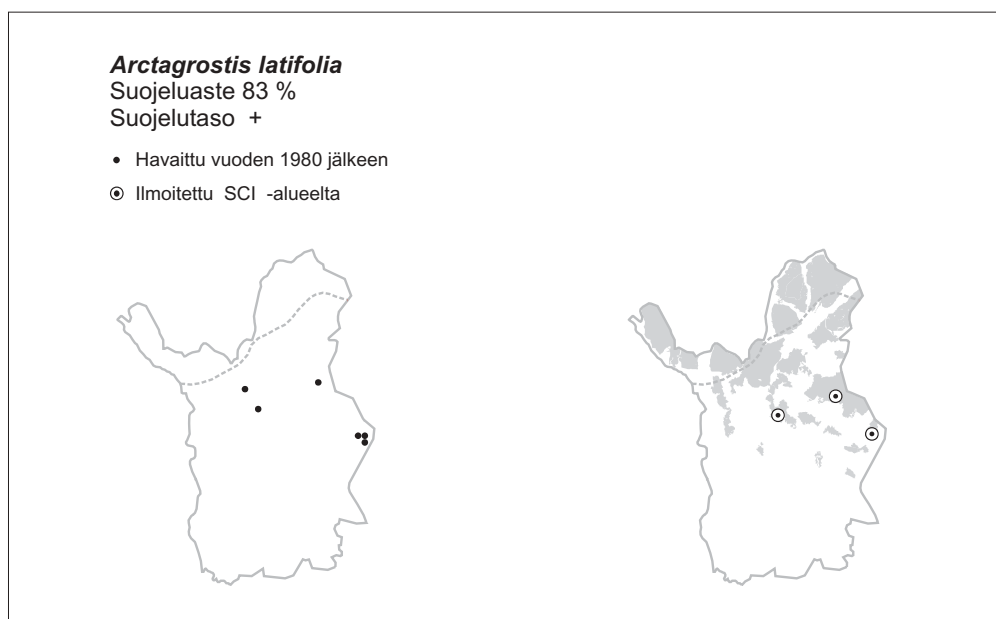 Arctagrostis latifolia
Suojeluaste 83 %
Suojelutaso +
Havaittu vuoden 1980 jälkeen
Ilmoitettu SCI -alueelta